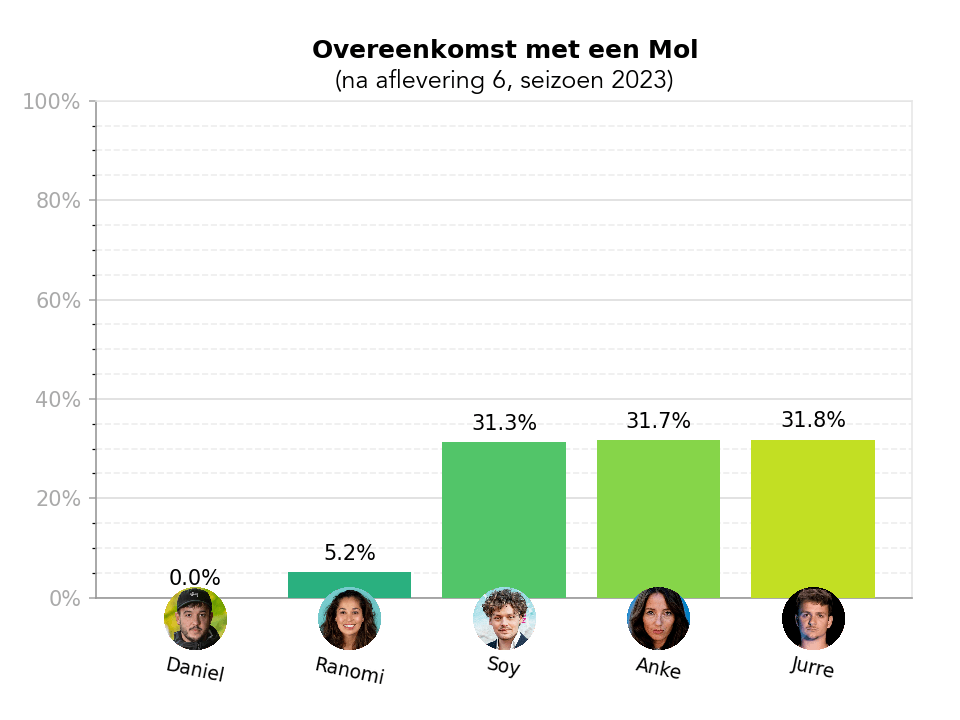 Overeenkomst met een Mol
(na aflevering 6, seizoen 2023)
100%
80%
60%
40%
20%
0%
0.0%
5.2%
31.3%
31.7%
31.8%
Daniel
Ranomi
Soy
Anke
Jurre